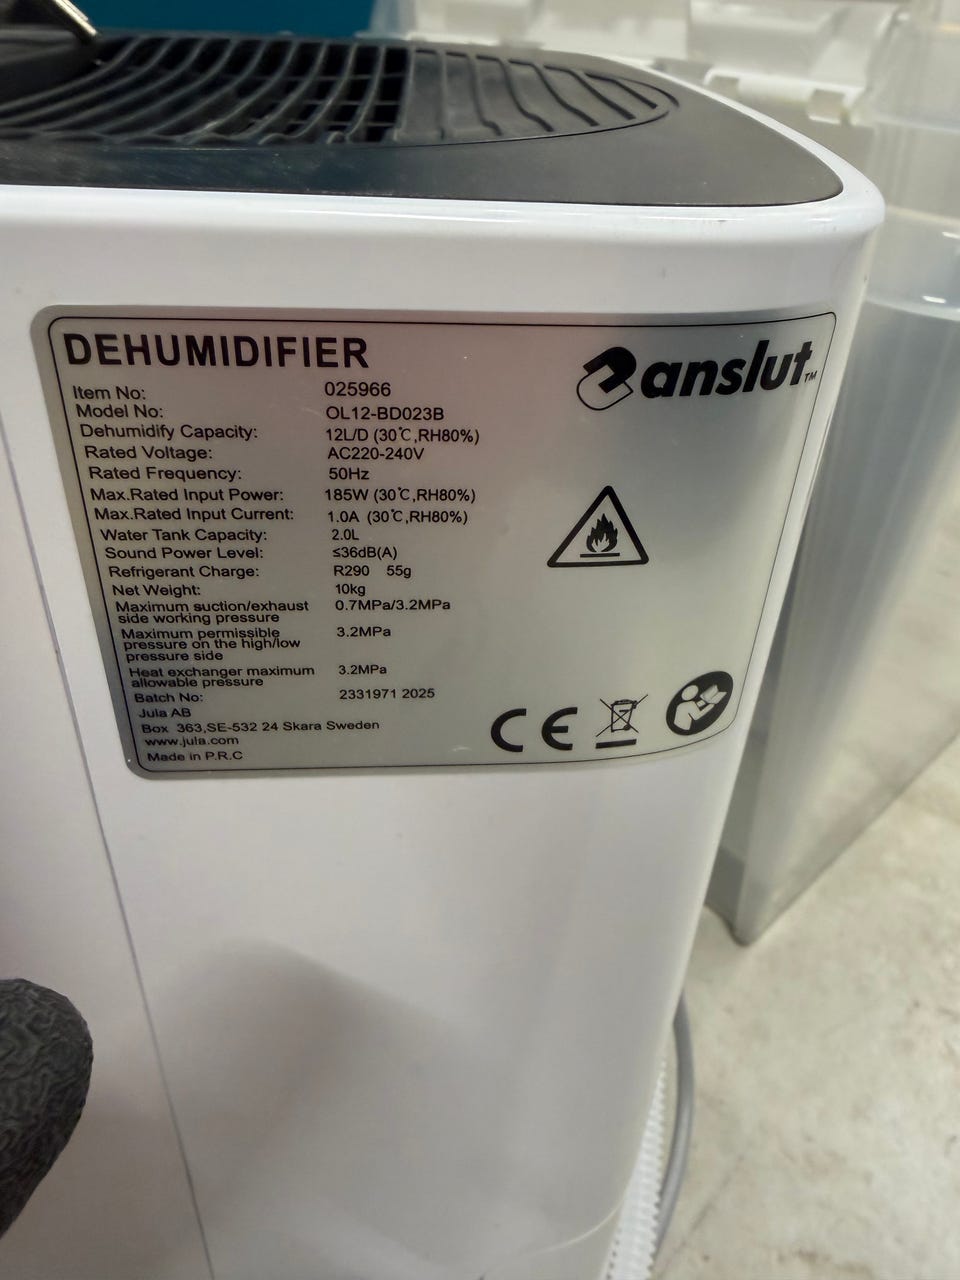 DEHUMIDIFIER
anslut™
Item No: 025966
Model No: OL12-BD023B
Dehumidify Capacity: 12L/D (30℃,RH80%)
Rated Voltage: AC220-240V
Rated Frequency: 50Hz
Max.Rated Input Power: 185W (30℃,RH80%)
Max.Rated Input Current: 1.0A (30℃,RH80%)
Water Tank Capacity: 2.0L
Sound Power Level: ≤36dB(A)
Refrigerant Charge: R290 55g
Net Weight: 10kg
Maximum suction/exhaust 0.7MPa/3.2MPa
side working pressure
Maximum permissible 3.2MPa
pressure on the high/low
pressure side
Heat exchanger maximum 3.2MPa
allowable pressure
Batch No: 2331971 2025
Jula AB
Box 363,SE-532 24 Skara Sweden
www.jula.com
Made in P.R.C
CE